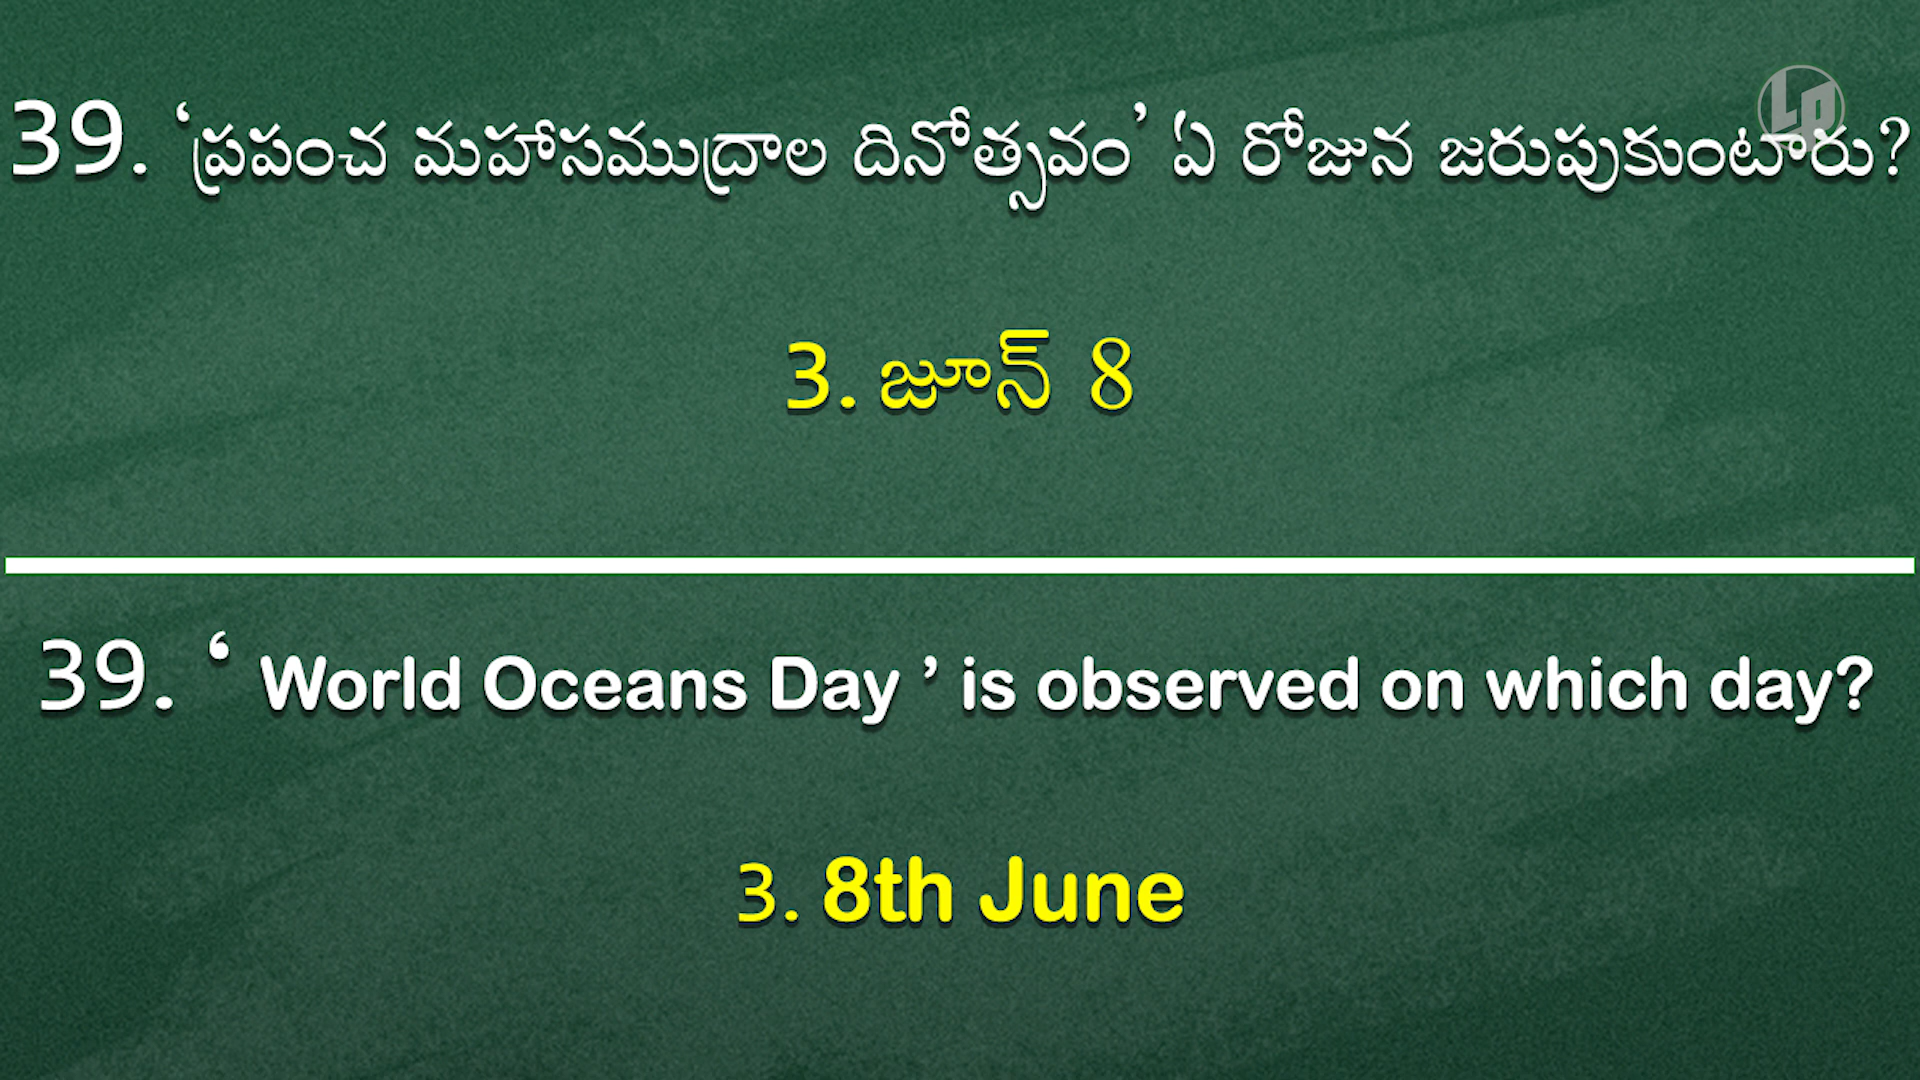 39. ‘ప్రపంచ మహాసముద్రాల దినోత్సవం’ ఏ రోజున జరుపుకుంటారు?
LP
3. జూన్ 8
39. ‘ World Oceans Day ’ is observed on which day?
3. 8th June